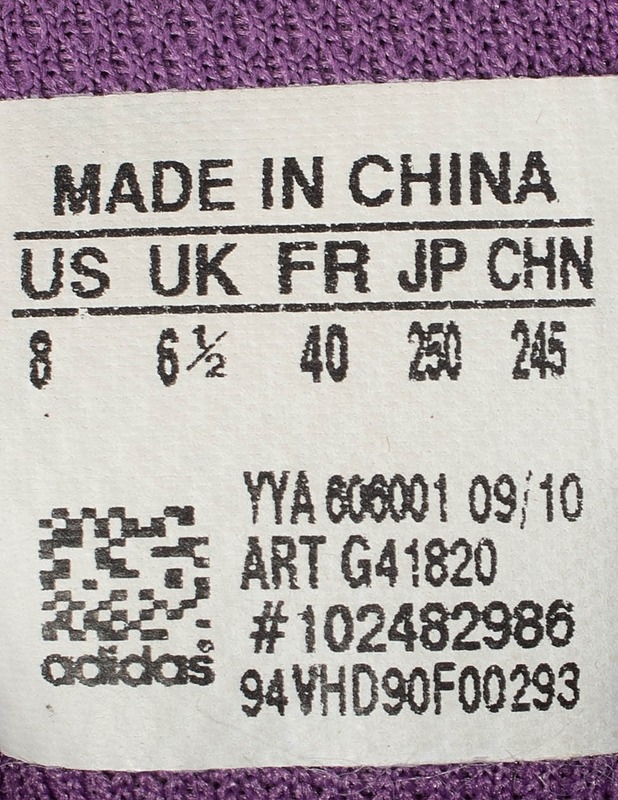 MADE IN CHINA
US UK FR JP CHN
8 6½ 40 250 245
YYA 606001 09/10
ART G41820
#102482986
94VHD90F00293
adidas